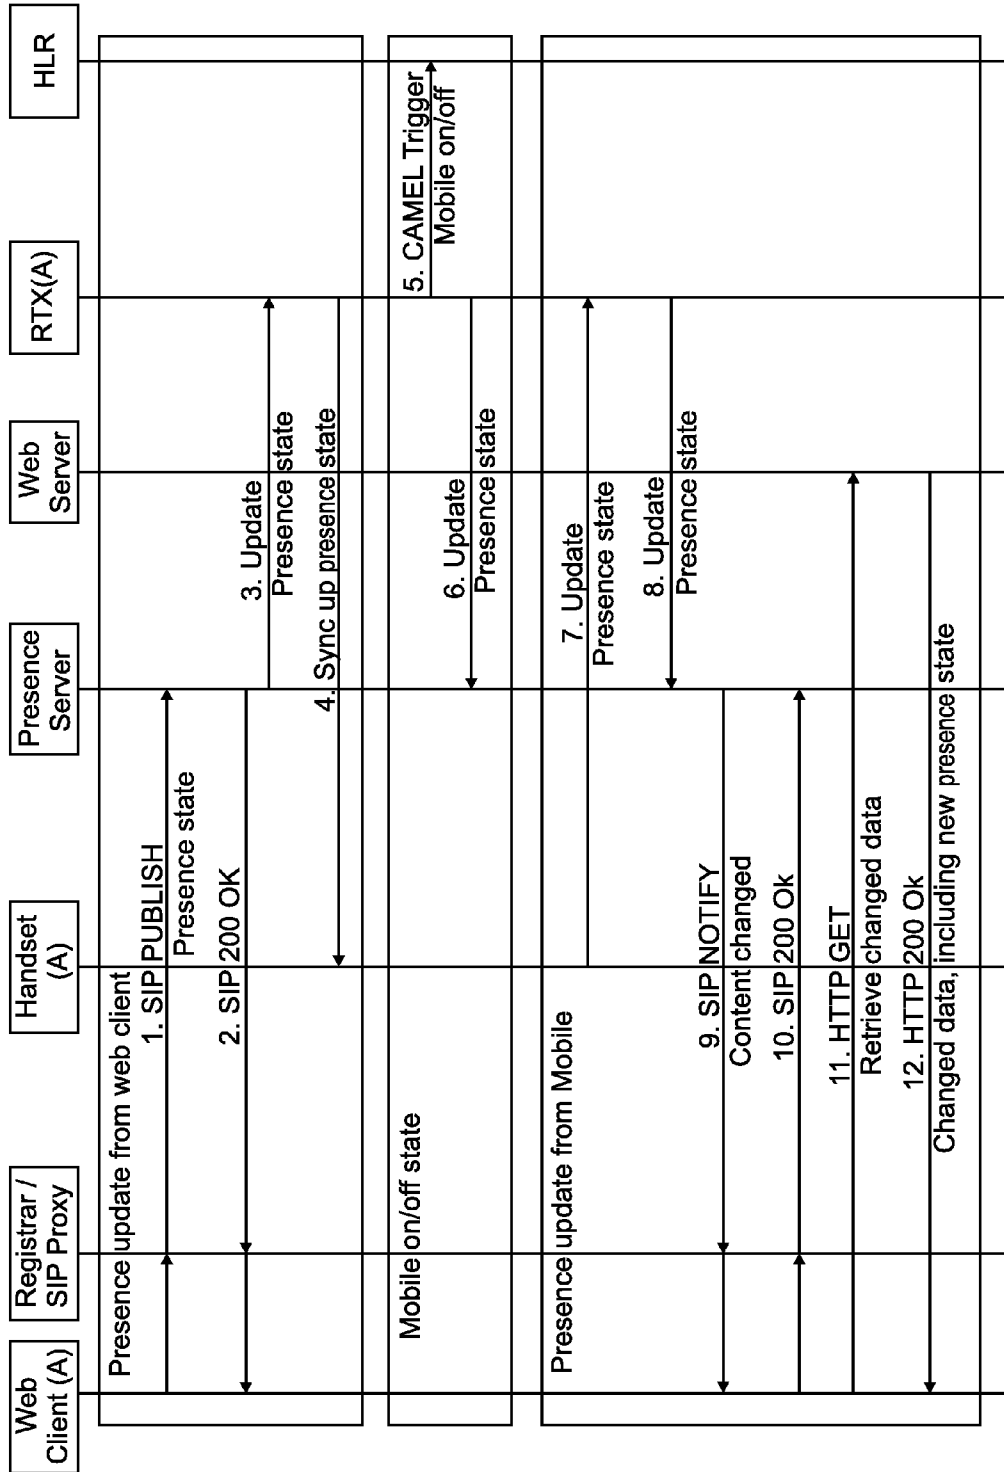 Web
Client (A)
Registrar /
SIP Proxy
Handset
(A)
Presence
Server
Web
Server
RTX(A)
HLR
Presence update from web client
1. SIP PUBLISH
Presence state
2. SIP 200 OK
3. Update
Presence state
4. Sync up presence state
Mobile on/off state
5. CAMEL Trigger
Mobile on/off
6. Update
Presence state
Presence update from Mobile
7. Update
Presence state
8. Update
Presence state
9. SIP NOTIFY
Content changed
10. SIP 200 Ok
11. HTTP GET
Retrieve changed data
12. HTTP 200 Ok
Changed data, including new presence state